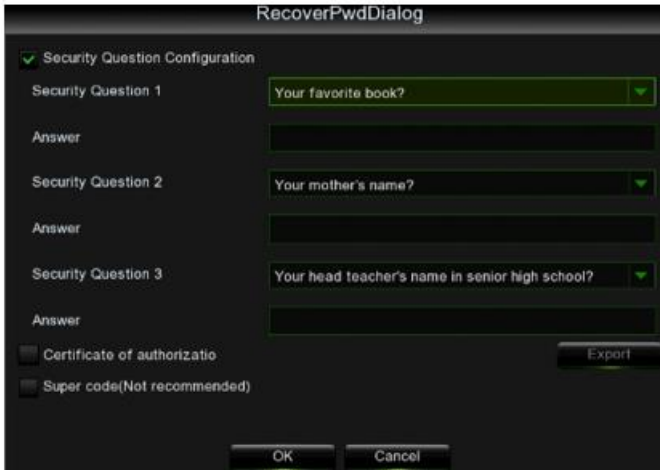 RecoverPwdDialog
Security Question Configuration
Security Question 1 Your favorite book?
Answer
Security Question 2 Your mother's name?
Answer
Security Question 3 Your head teacher's name in senior high school?
Answer
Certificate of authorizatio Export
Super code(Not recommended)
OK Cancel